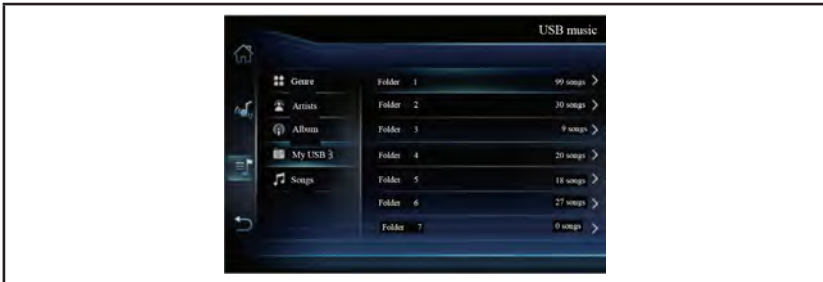 USB music
Genre
Artists
Album
My USB 3
Songs
Folder 1 99 songs
Folder 2 30 songs
Folder 3 9 songs
Folder 4 20 songs
Folder 5 18 songs
Folder 6 27 songs
Folder 7 0 songs